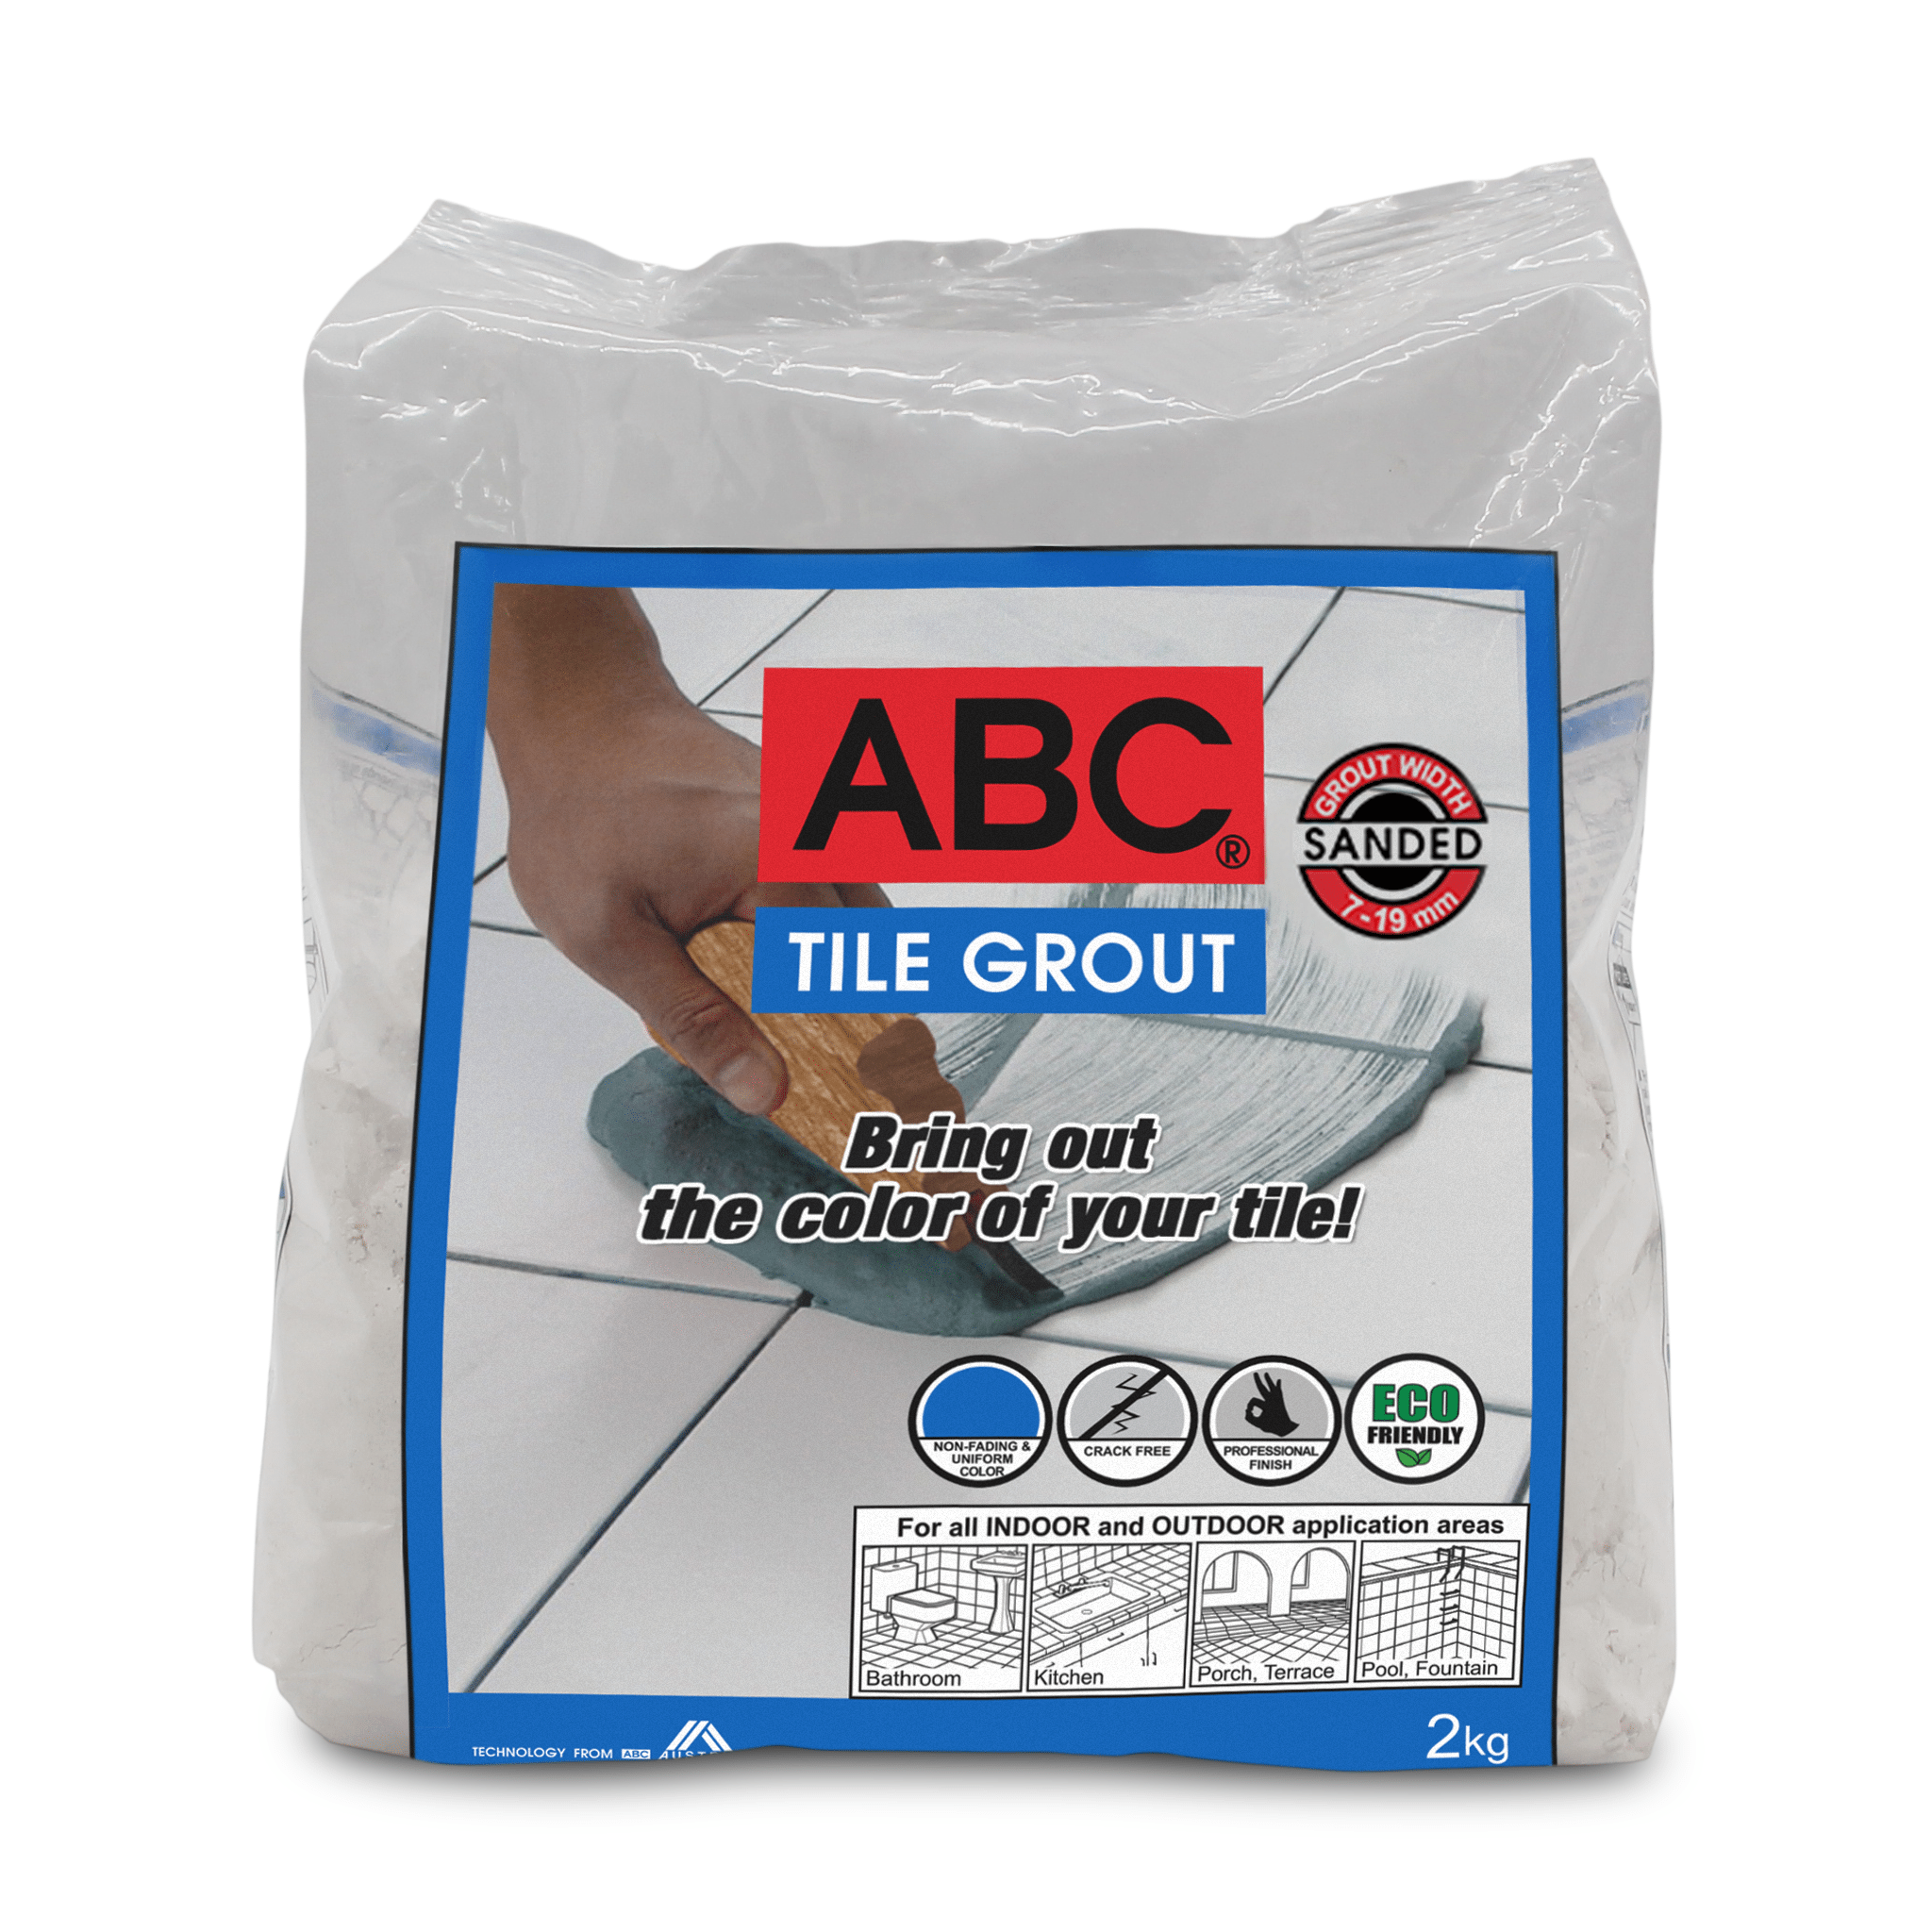 ABC®
TILE GROUT
GROUT WIDTH
SANDED
7-19 mm
Bring out
the color of your tile!
NON-FADING &
UNIFORM
COLOR
CRACK FREE
PROFESSIONAL
FINISH
ECO
FRIENDLY
For all INDOOR and OUTDOOR application areas
Bathroom
Kitchen
Porch, Terrace
Pool, Fountain
TECHNOLOGY FROM ABC
2kg